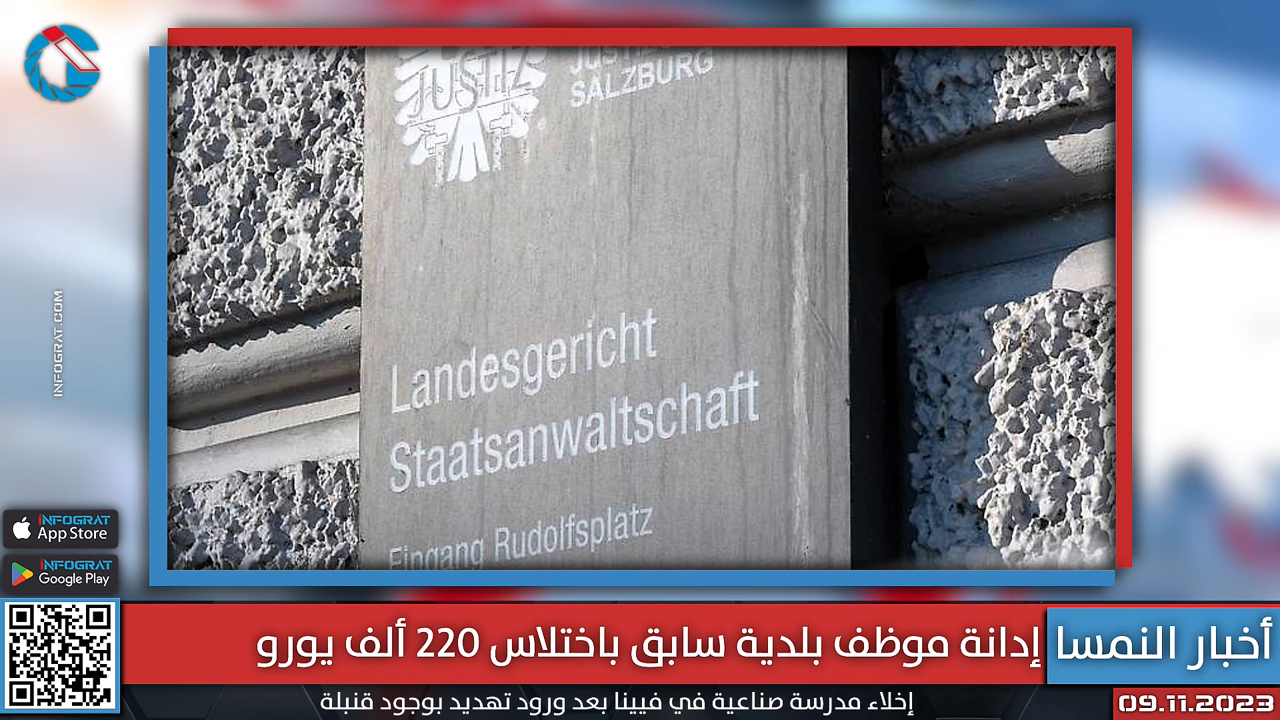 JUSTIZ
SALZBURG
Landesgericht
Staatsanwaltschaft
Eingang Rudolfsplatz
INFOGRAT.COM
INFOGRAT
App Store
INFOGRAT
Google Play
أخبار النمسا
إدانة موظف بلدية سابق باختلاس 220 ألف يورو
إخلاء مدرسة صناعية في فيينا بعد ورود تهديد بوجود قنبلة
09.11.2023